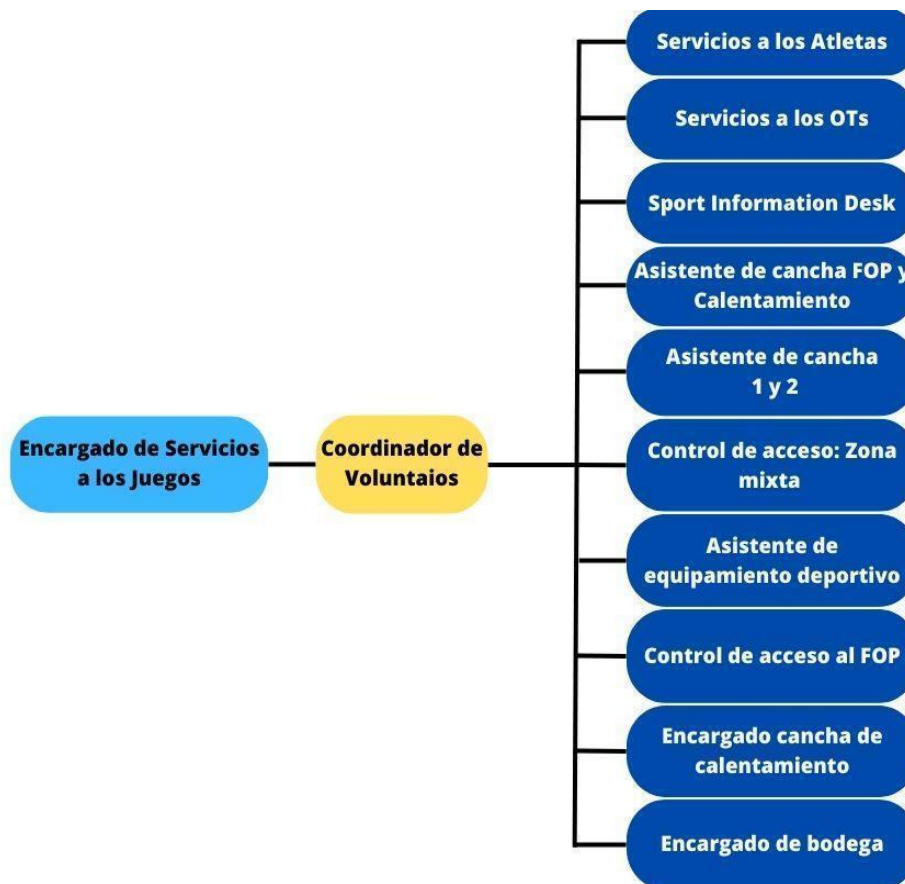 Servicios a los Atletas
Servicios a los OTs
Sport Information Desk
Asistente de cancha FOP y
Calentamiento
Asistente de cancha
1 y 2
Encargado de Servicios
a los Juegos
Coordinador de
Voluntaios
Control de acceso: Zona
mixta
Asistente de
equipamiento deportivo
Control de acceso al FOP
Encargado cancha de
calentamiento
Encargado de bodega